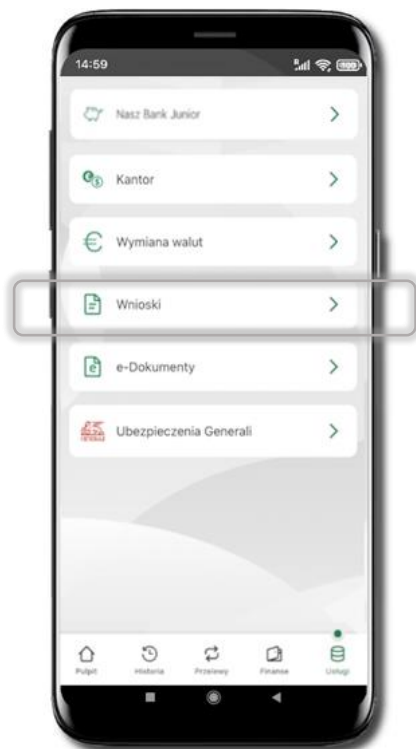 14:59
Nasz Bank Junior
Kantor
Wymiana walut
Wnioski
e-Dokumenty
Ubezpieczenia Generali
Pulpit
Historia
Przelewy
Finanse
Usługi